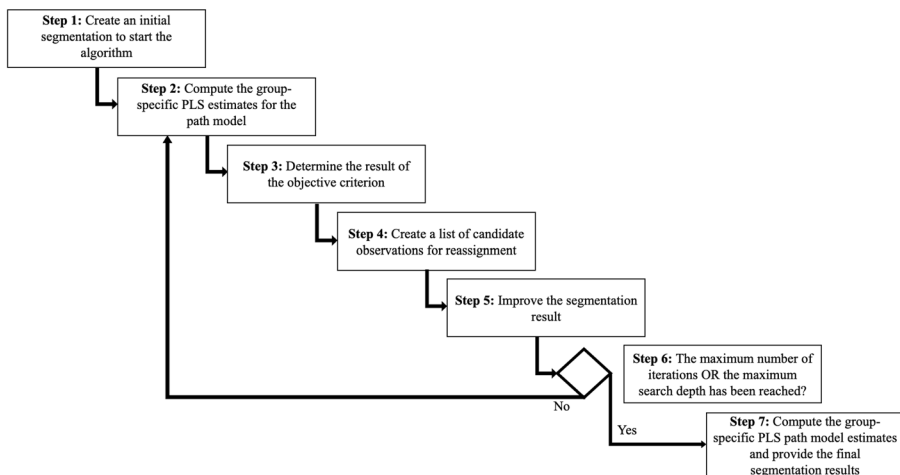 Step 1: Create an initial
segmentation to start the
algorithm
Step 2: Compute the group-
specific PLS estimates for the
path model
Step 3: Determine the result of
the objective criterion
Step 4: Create a list of candidate
observations for reassignment
Step 5: Improve the segmentation
result
Step 6: The maximum number of
iterations OR the maximum
search depth has been reached?
No
Yes
Step 7: Compute the group-
specific PLS path model estimates
and provide the final
segmentation results